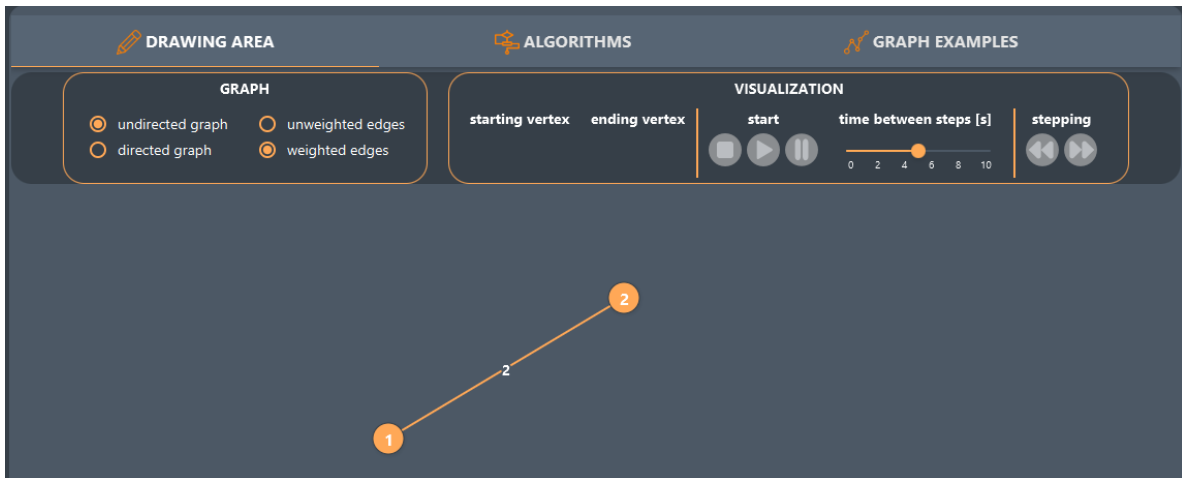 DRAWING AREA
ALGORITHMS
GRAPH EXAMPLES
GRAPH
undirected graph
unweighted edges
directed graph
weighted edges
VISUALIZATION
starting vertex
ending vertex
start
time between steps [s]
stepping
0 2 4 6 8 10
2
2
1